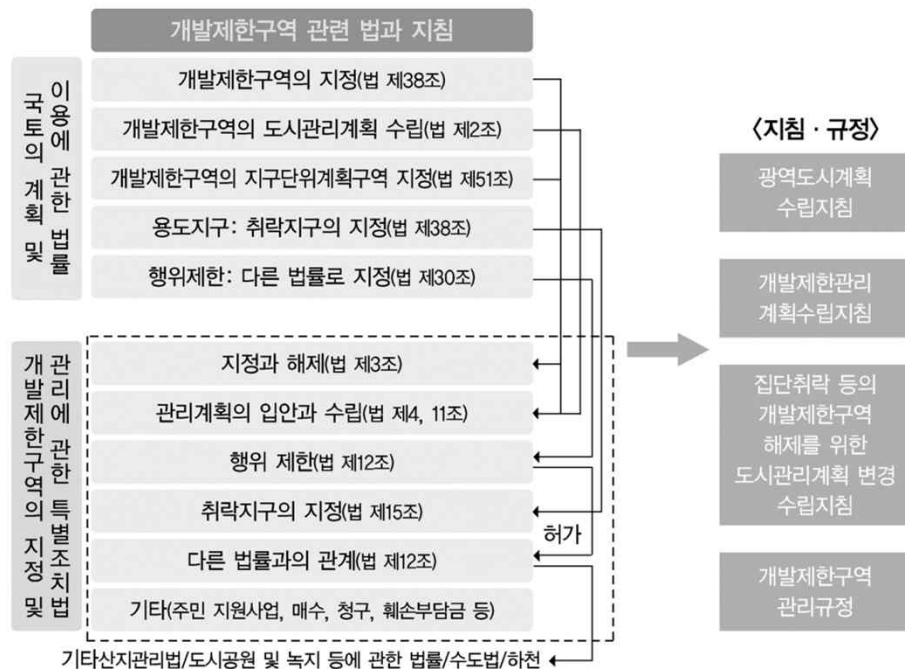 개발제한구역 관련 법과 지침
국토의 계획 및
이용에 관한 법률
개발제한구역의 지정(법 제38조)
개발제한구역의 도시관리계획 수립(법 제2조)
개발제한구역의 지구단위계획구역 지정(법 제51조)
용도지구: 취락지구의 지정(법 제38조)
행위제한: 다른 법률로 지정(법 제30조)
개발제한구역의 지정 및
관리에 관한 특별조치법
지정과 해제(법 제3조)
관리계획의 입안과 수립(법 제4, 11조)
행위 제한(법 제12조)
취락지구의 지정(법 제15조)
허가
다른 법률과의 관계(법 제12조)
기타(주민 지원사업, 매수, 청구, 훼손부담금 등)
기타산지관리법/도시공원 및 녹지 등에 관한 법률/수도법/하천
〈지침 · 규정〉
광역도시계획
수립지침
개발제한관리
계획수립지침
집단취락 등의
개발제한구역
해제를 위한
도시관리계획 변경
수립지침
개발제한구역
관리규정